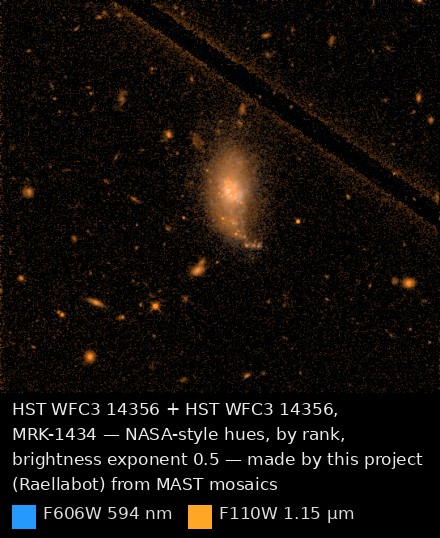 HST WFC3 14356 + HST WFC3 14356,
MRK-1434 — NASA-style hues, by rank,
brightness exponent 0.5 — made by this project
(Raellabot) from MAST mosaics
F606W 594 nm F110W 1.15 μm